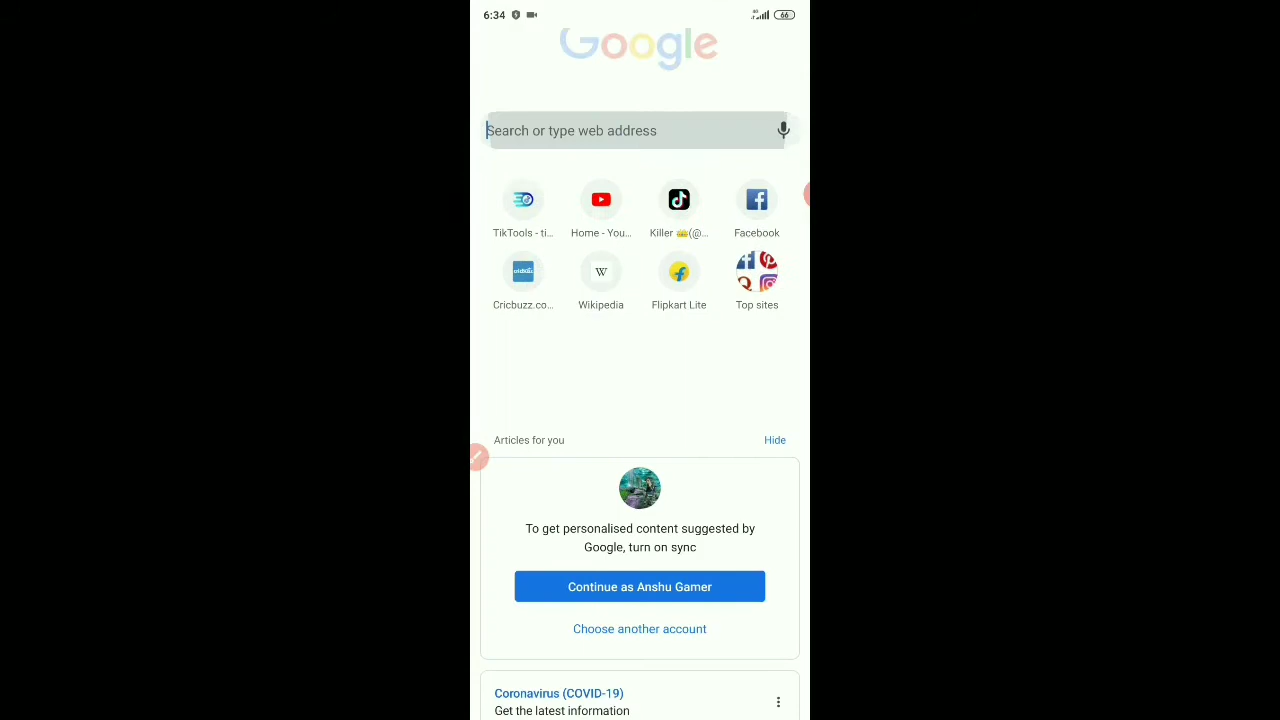 6:34
4G
66
Google
Search or type web address
TikTools - ti...
Home - You...
Killer 👑(@...
Facebook
W
Cricbuzz.co...
Wikipedia
Flipkart Lite
Top sites
Articles for you
Hide
To get personalised content suggested by
Google, turn on sync
Continue as Anshu Gamer
Choose another account
Coronavirus (COVID-19)
Get the latest information